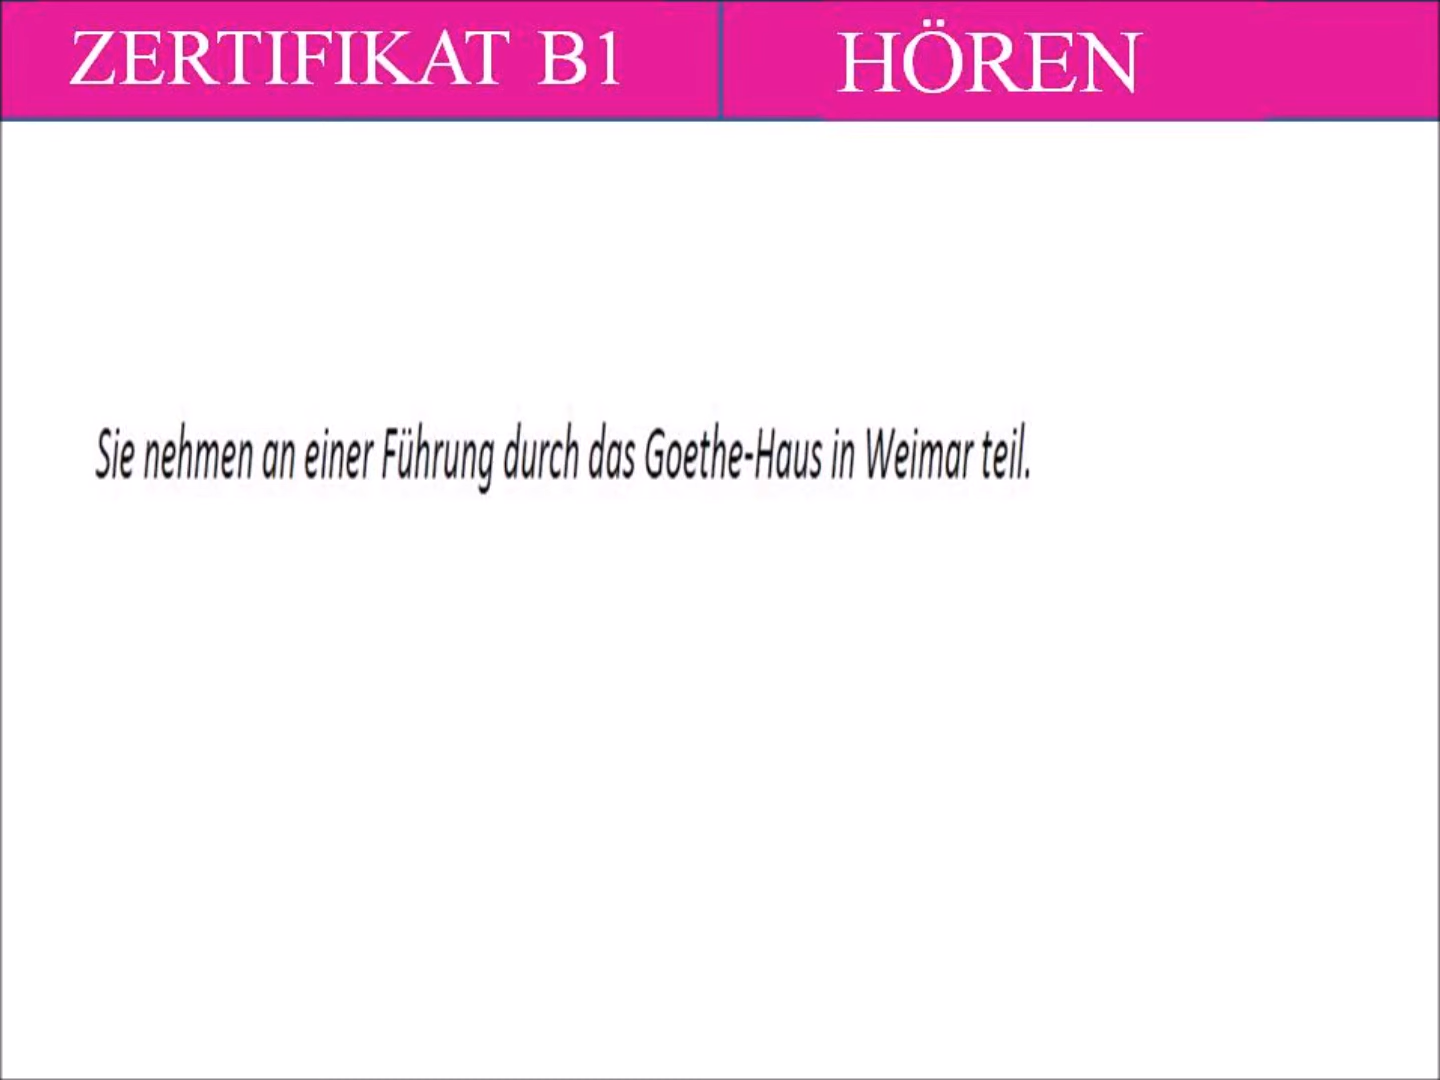 ZERTIFIKAT B1 HÖREN
Sie nehmen an einer Führung durch das Goethe-Haus in Weimar teil.